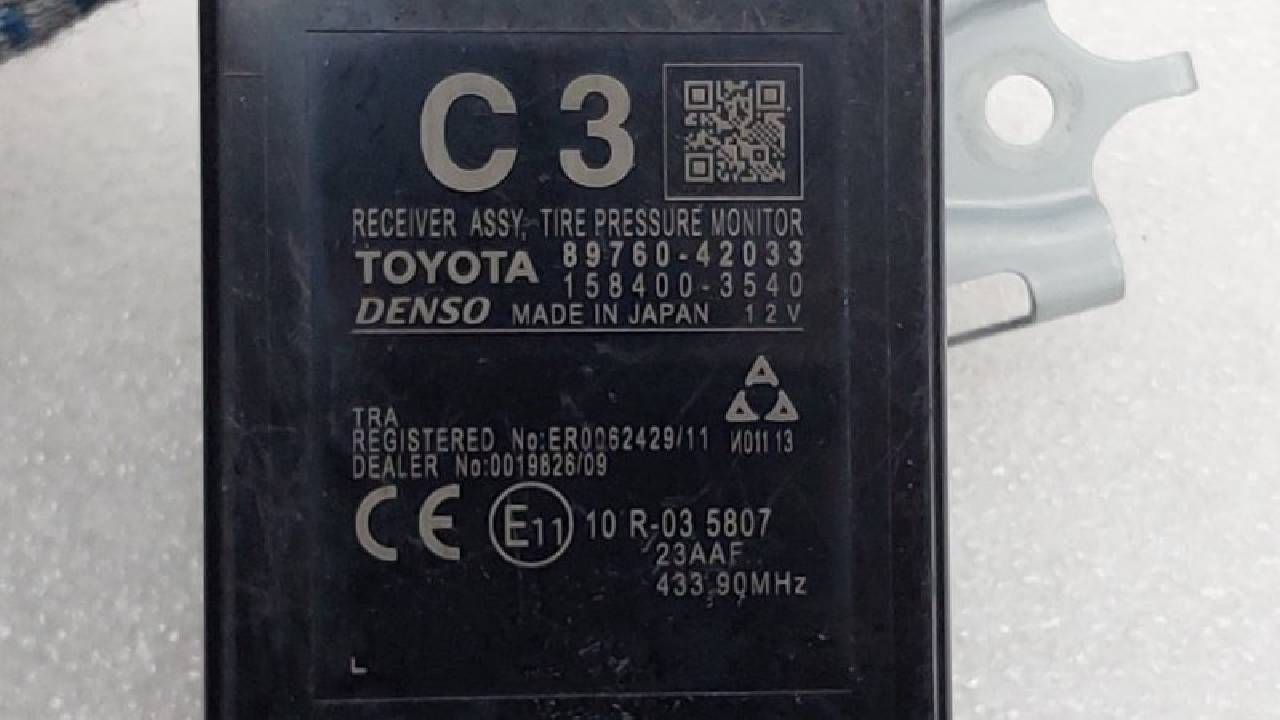 C3
RECEIVER ASSY, TIRE PRESSURE MONITOR
TOYOTA 89760-42033
158400-3540
DENSO MADE IN JAPAN 12V
TRA
REGISTERED No:ER0062429/11
DEALER No:0019826/09
И011 13
CE E11 10 R-03 5807
23AAF
433.90MHz
L